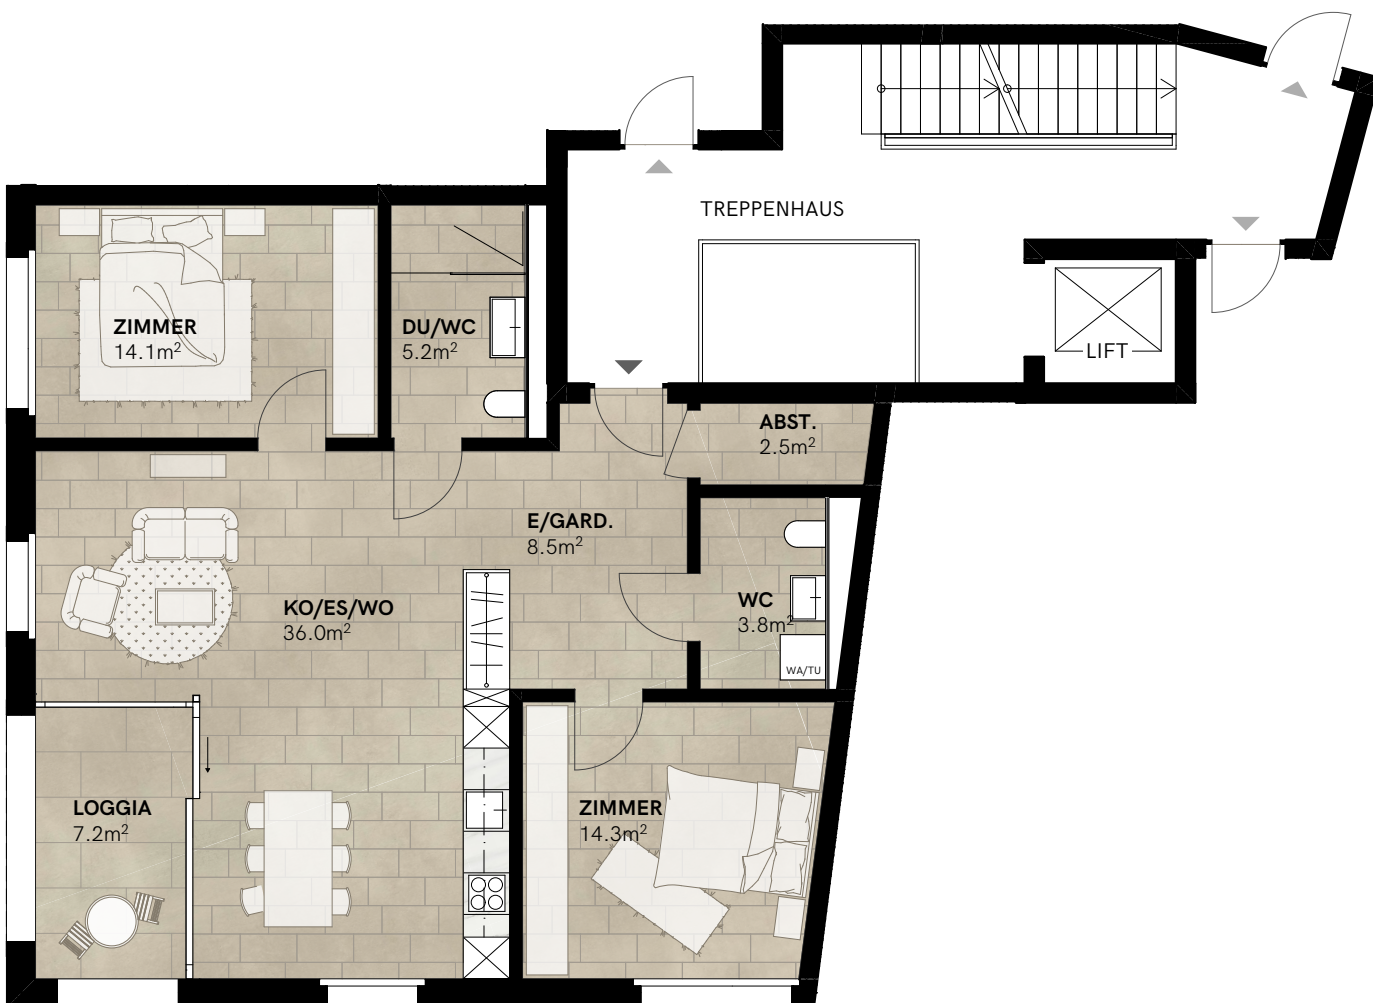 TREPPENHAUS
ZIMMER
14.1m²
DU/WC
5.2m²
LIFT
ABST.
2.5m²
E/GARD.
8.5m²
KO/ES/WO
36.0m²
WC
3.8m²
WA/TU
LOGGIA
7.2m²
ZIMMER
14.3m²